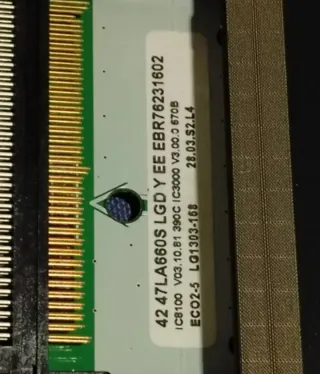 42 47LA660S LGD Y EE EBR76231602
IC8100 V03.10.81 390C IC3000 V3.00.0 670B
ECO2-5 LG1303-168 28.03.S2.L4